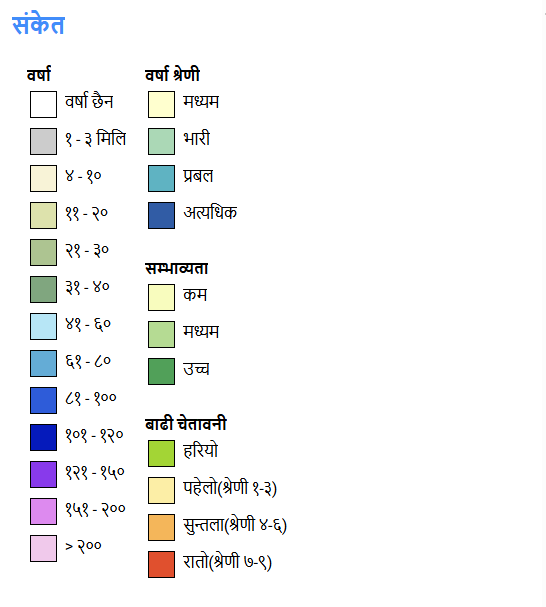 संकेत
वर्षा
वर्षा छैन
१ - ३ मिलि
४ - १०
११ - २०
२१ - ३०
३१ - ४०
४१ - ६०
६१ - ८०
८१ - १००
१०१ - १२०
१२१ - १५०
१५१ - २००
> २००
वर्षा श्रेणी
मध्यम
भारी
प्रबल
अत्यधिक
सम्भाव्यता
कम
मध्यम
उच्च
बाढी चेतावनी
हरियो
पहेलो(श्रेणी १-३)
सुन्तला(श्रेणी ४-६)
रातो(श्रेणी ७-९)